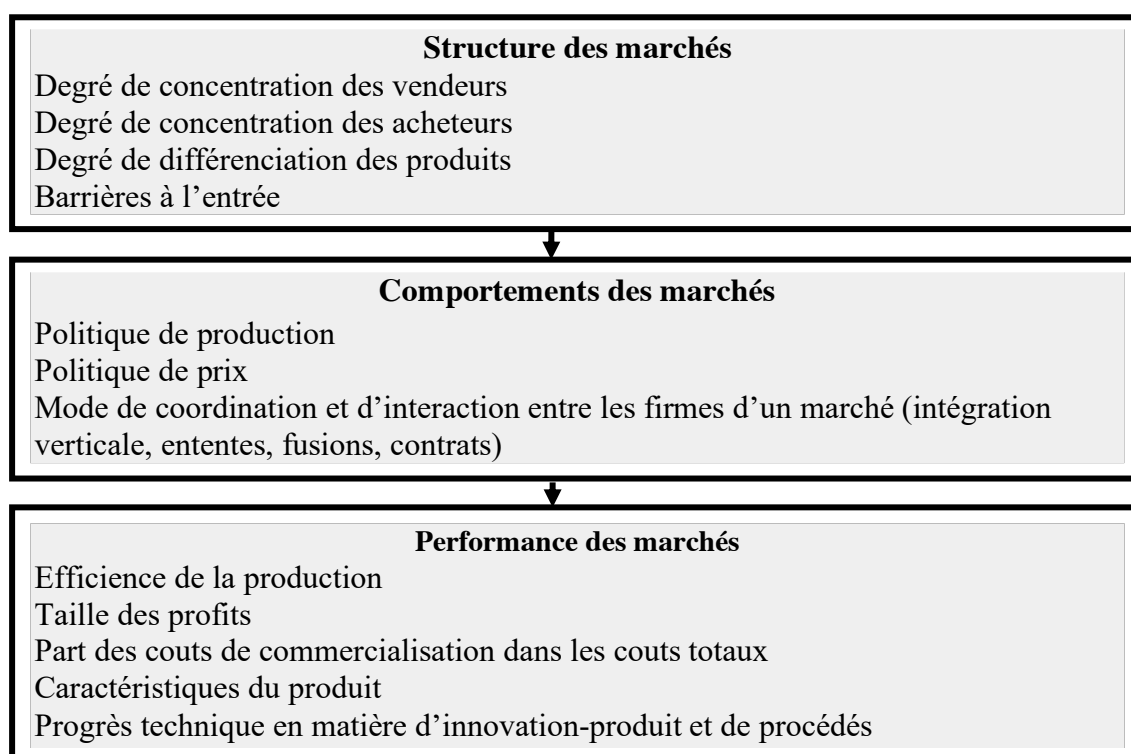 Structure des marchés
Degré de concentration des vendeurs
Degré de concentration des acheteurs
Degré de différenciation des produits
Barrières à l’entrée
Comportements des marchés
Politique de production
Politique de prix
Mode de coordination et d’interaction entre les firmes d’un marché (intégration
verticale, ententes, fusions, contrats)
Performance des marchés
Efficience de la production
Taille des profits
Part des couts de commercialisation dans les couts totaux
Caractéristiques du produit
Progrès technique en matière d’innovation-produit et de procédés